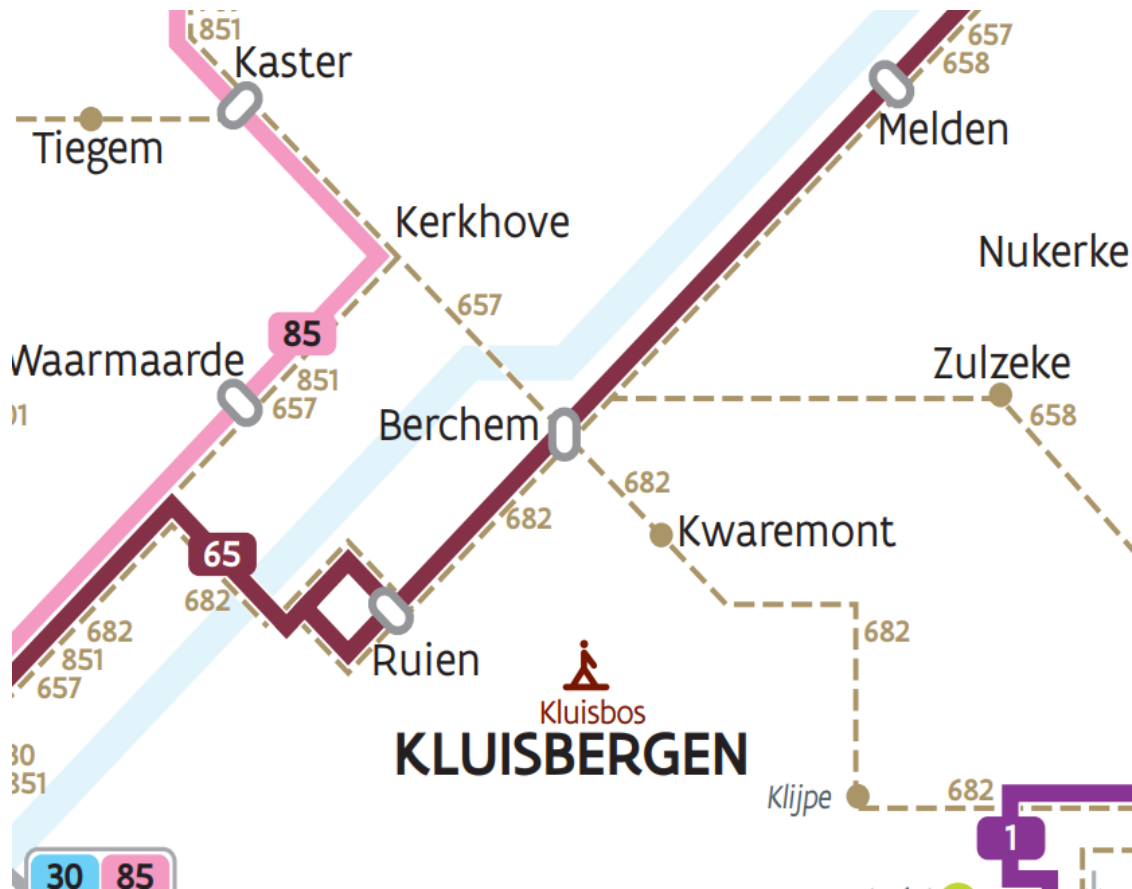 851
Kaster
657
658
Tiegem
Melden
Kerkhove
Nukerke
657
85
Waarmaarde
851
657
Zulzeke
658
Berchem
682
682
Kwaremont
65
682
682
851
657
682
Ruien
Kluisbos
KLUISBERGEN
851
Klijpe
682
1
30
85